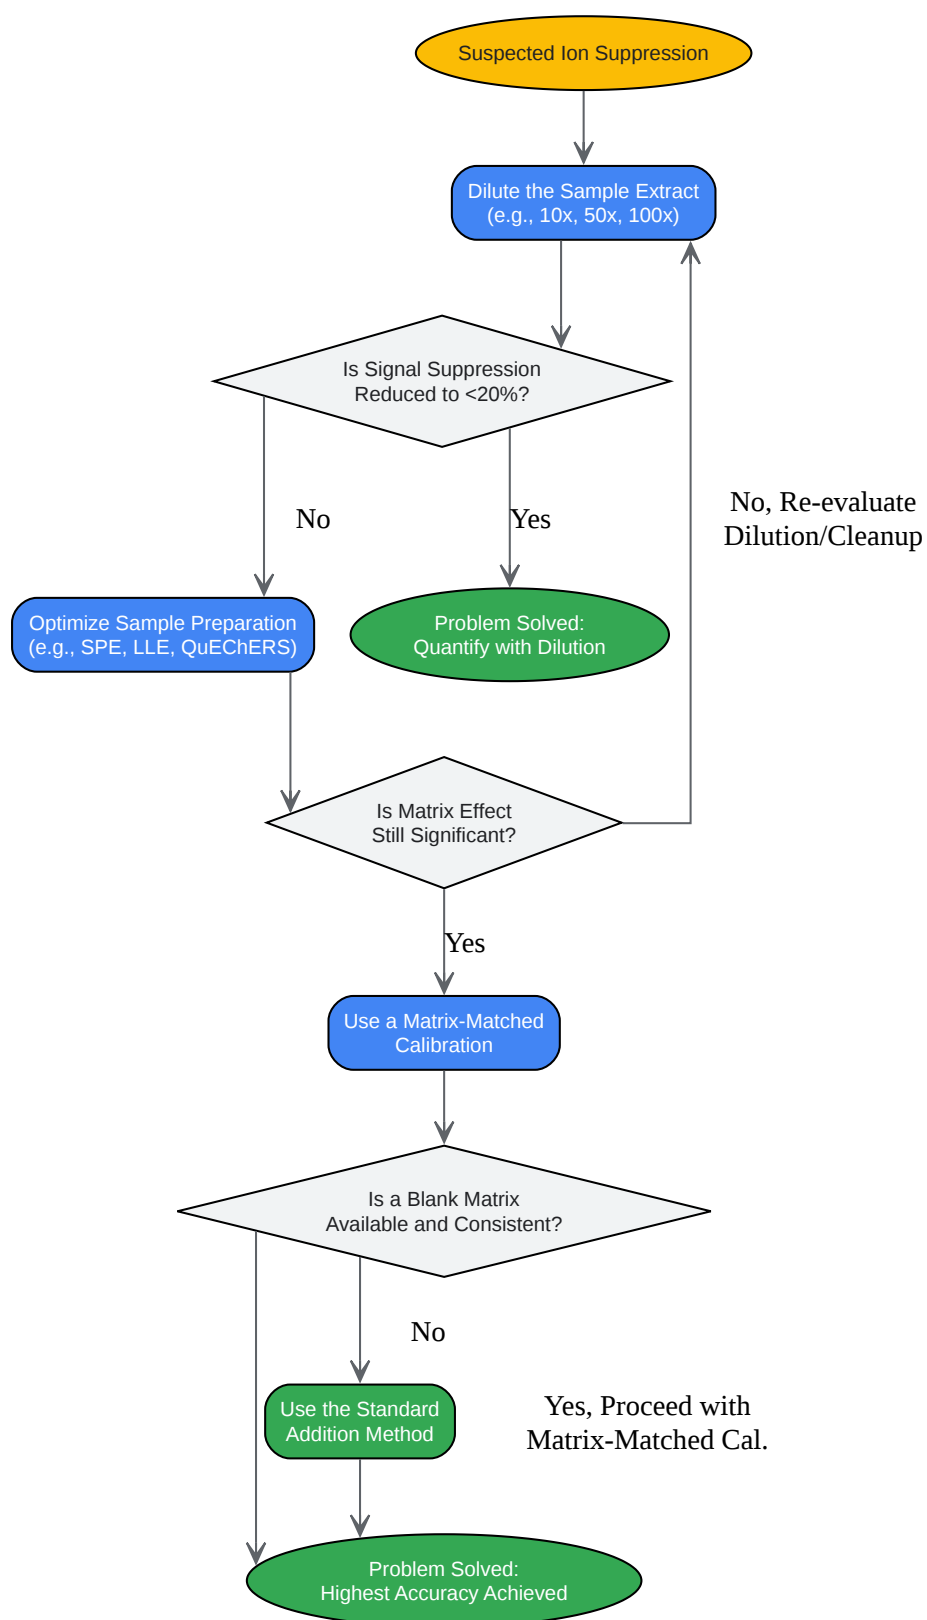 Suspected Ion Suppression
Dilute the Sample Extract
(e.g., 10x, 50x, 100x)
Is Signal Suppression
Reduced to <20%?
No
Yes
No, Re-evaluate
Dilution/Cleanup
Optimize Sample Preparation
(e.g., SPE, LLE, QuEChERS)
Problem Solved:
Quantify with Dilution
Is Matrix Effect
Still Significant?
Yes
Use a Matrix-Matched
Calibration
Is a Blank Matrix
Available and Consistent?
No
Use the Standard
Addition Method
Yes, Proceed with
Matrix-Matched Cal.
Problem Solved:
Highest Accuracy Achieved